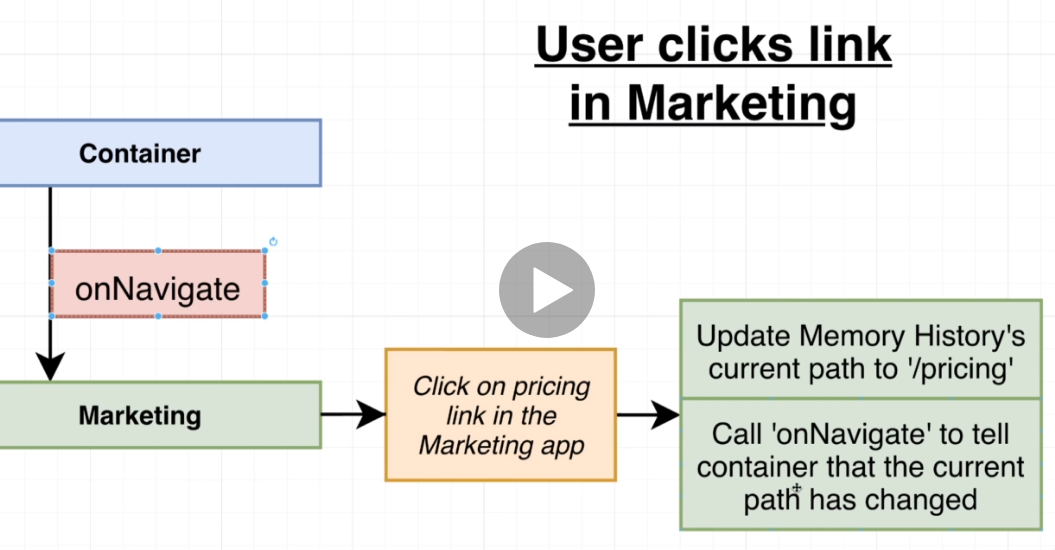 User clicks link
in Marketing
Container
onNavigate
Marketing
Click on pricing
link in the
Marketing app
Update Memory History's
current path to '/pricing'
Call 'onNavigate' to tell
container that the current
path has changed